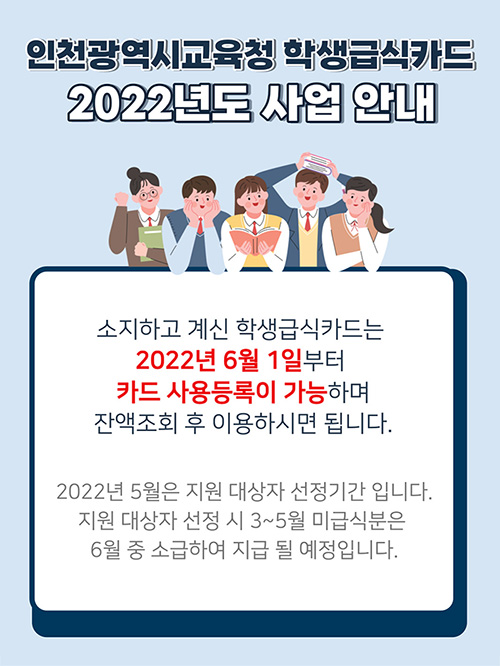 인천광역시교육청 학생급식카드
2022년도 사업 안내
소지하고 계신 학생급식카드는
2022년 6월 1일부터
카드 사용등록이 가능하며
잔액조회 후 이용하시면 됩니다.
2022년 5월은 지원 대상자 선정기간 입니다.
지원 대상자 선정 시 3~5월 미급식분은
6월 중 소급하여 지급 될 예정입니다.